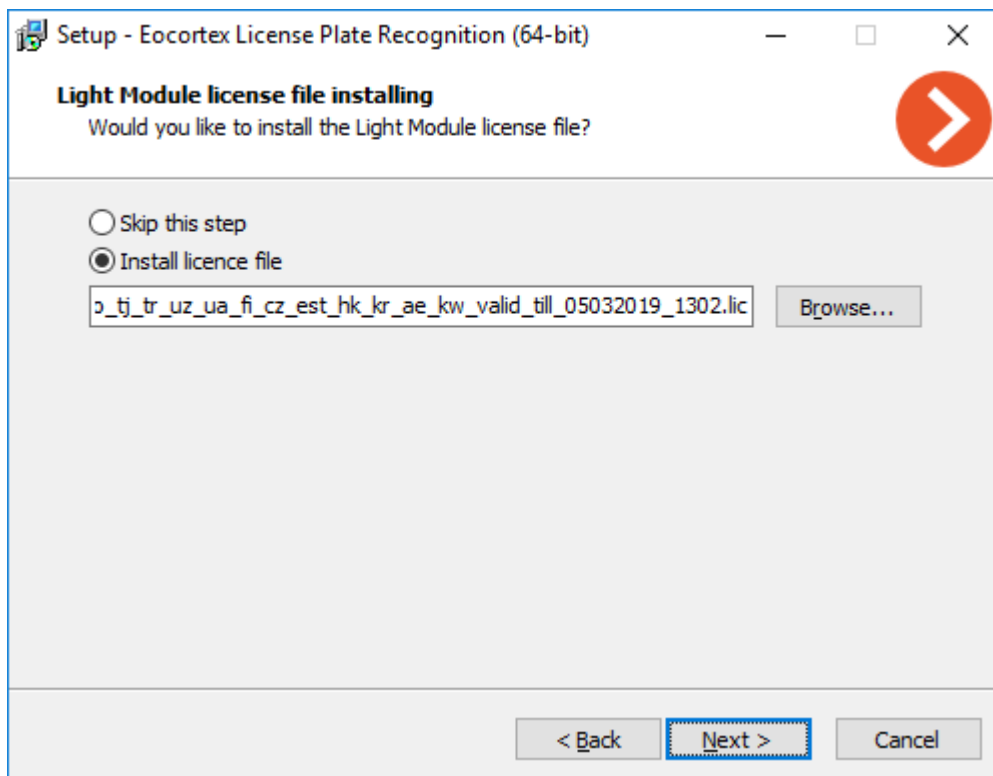 Setup - Eocortex License Plate Recognition (64-bit)
Light Module license file installing
Would you like to install the Light Module license file?
Skip this step
Install licence file
_tj_tr_uz_ua_fi_cz_est_hk_kr_ae_kw_valid_till_05032019_1302.lic
Browse...
< Back
Next >
Cancel